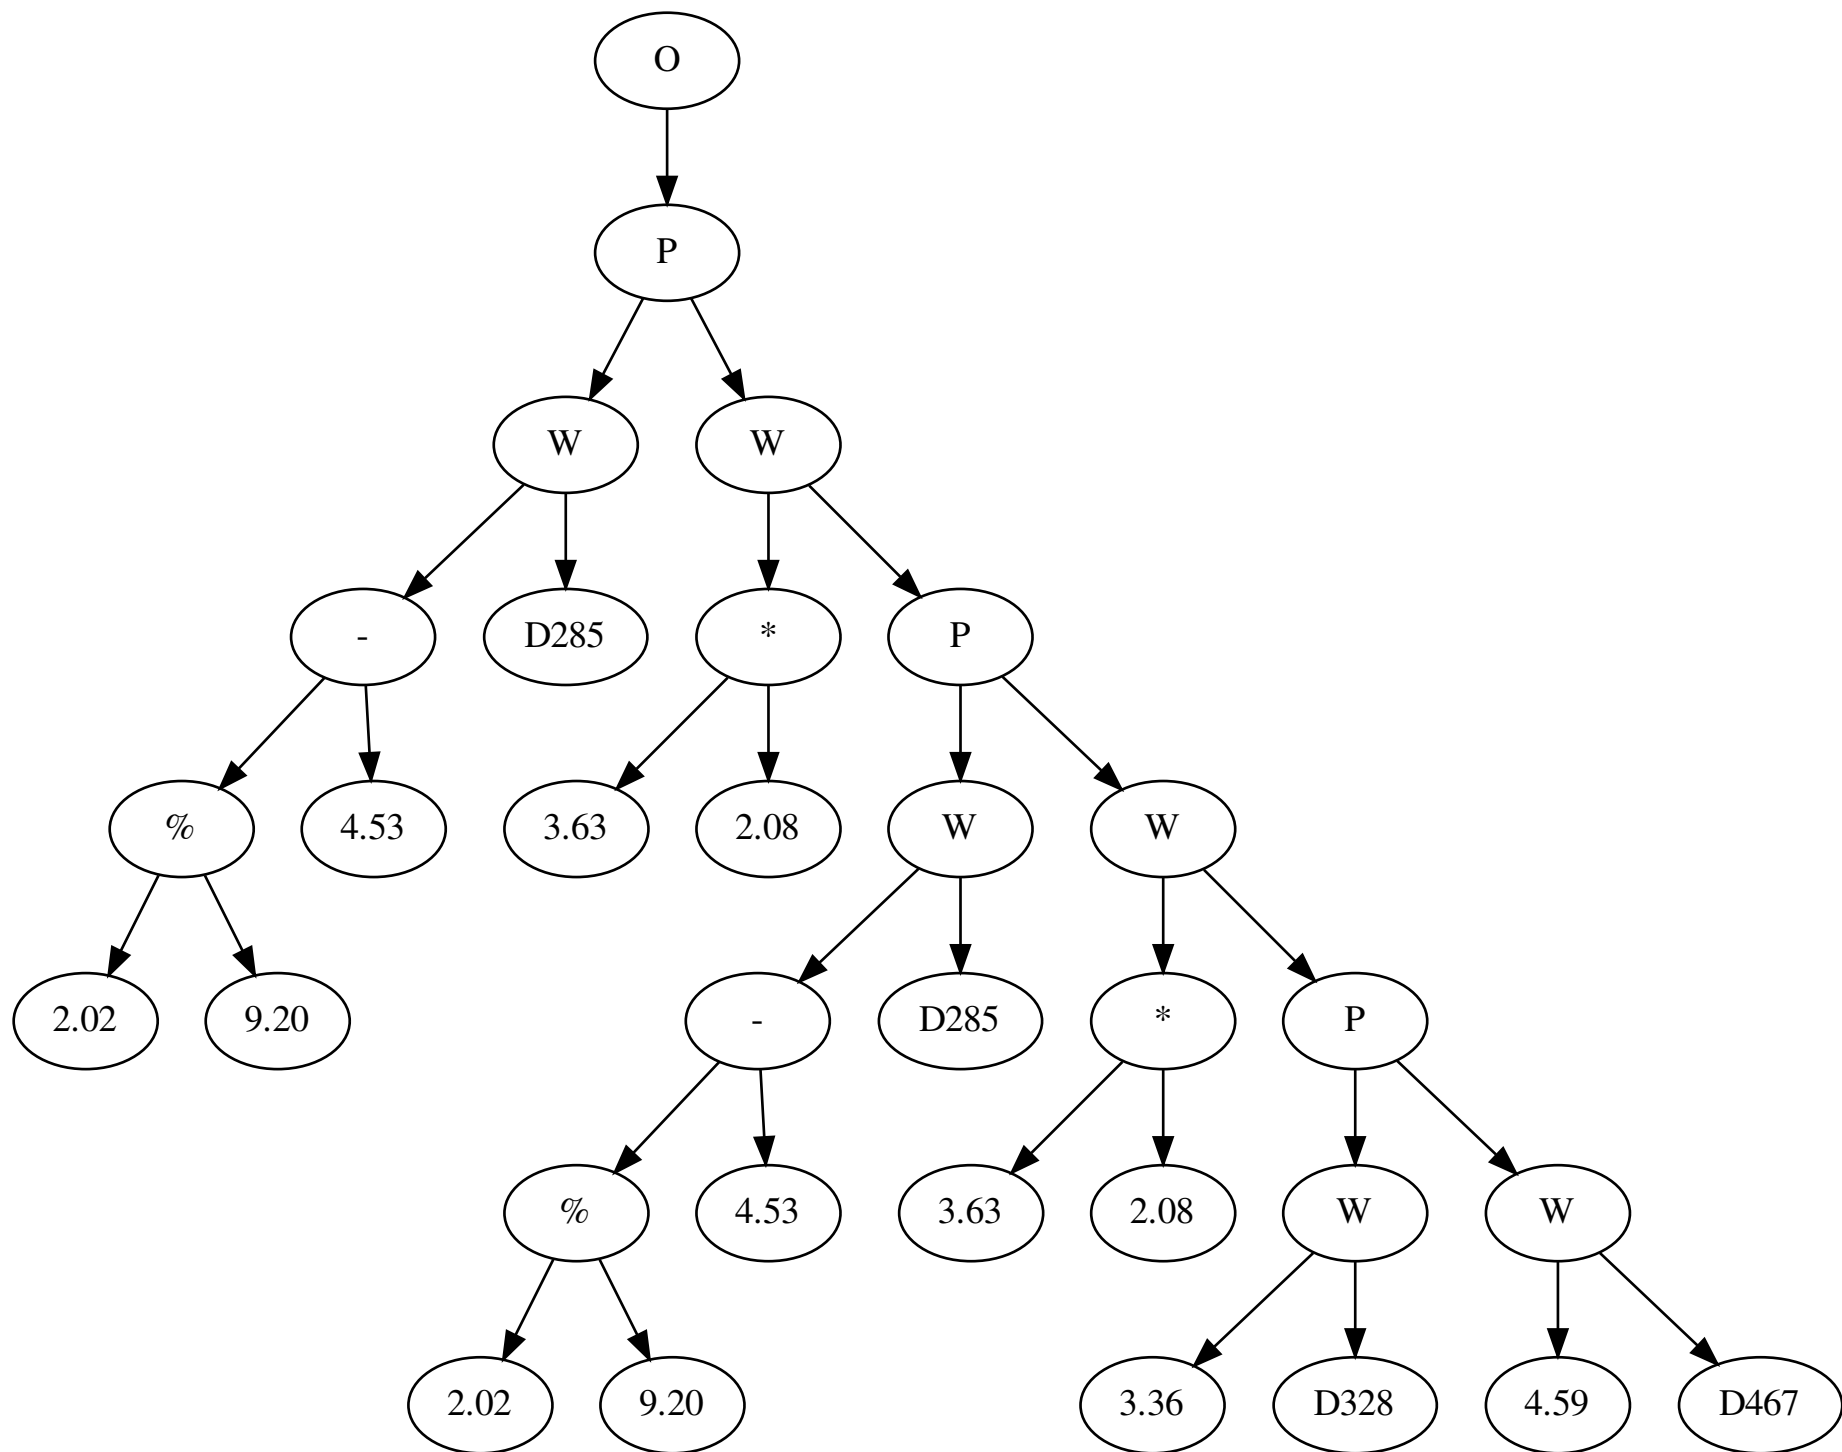 O
P
W W
- D285 * P
% 4.53 3.63 2.08 W W
2.02 9.20 - D285 * P
% 4.53 3.63 2.08 W W
2.02 9.20 3.36 D328 4.59 D467